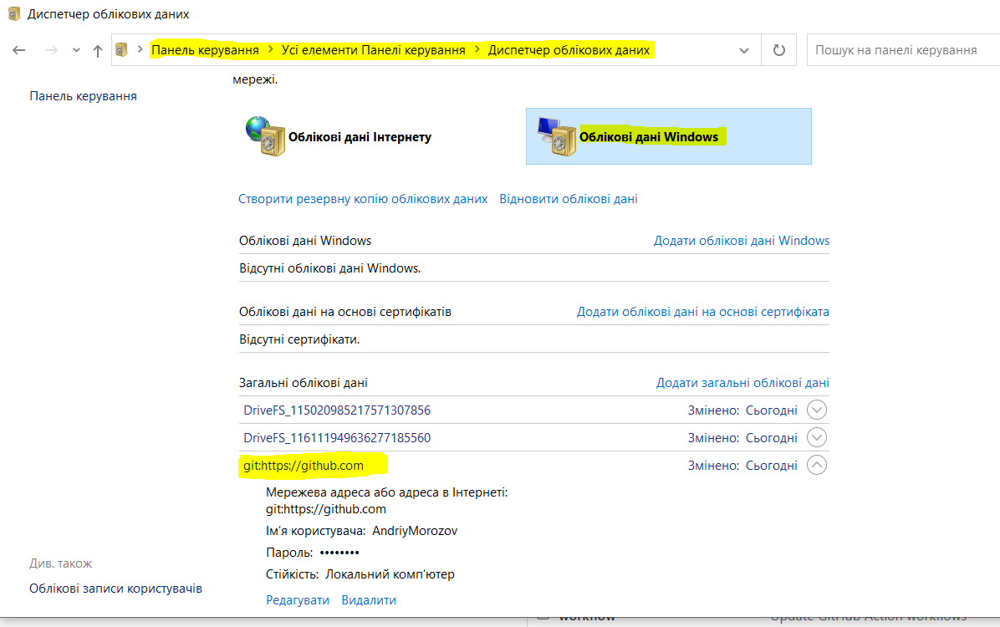 Диспетчер облікових даних
Панель керування > Усі елементи Панелі керування > Диспетчер облікових даних
Пошук на панелі керування
мережі.
Панель керування
Облікові дані Інтернету
Облікові дані Windows
Створити резервну копію облікових даних Відновити облікові дані
Облікові дані Windows Додати облікові дані Windows
Відсутні облікові дані Windows.
Облікові дані на основі сертифікатів Додати облікові дані на основі сертифіката
Відсутні сертифікати.
Загальні облікові дані Додати загальні облікові дані
DriveFS_115020985217571307856 Змінено: Сьогодні
DriveFS_116111949636277185560 Змінено: Сьогодні
git:https://github.com Змінено: Сьогодні
Мережева адреса або адреса в Інтернеті:
git:https://github.com
Ім'я користувача: AndriyMorozov
Пароль: ••••••••
Стійкість: Локальний комп'ютер
Редагувати Видалити
Див. також
Облікові записи користувачів
workflow Update GitHub Action workflows